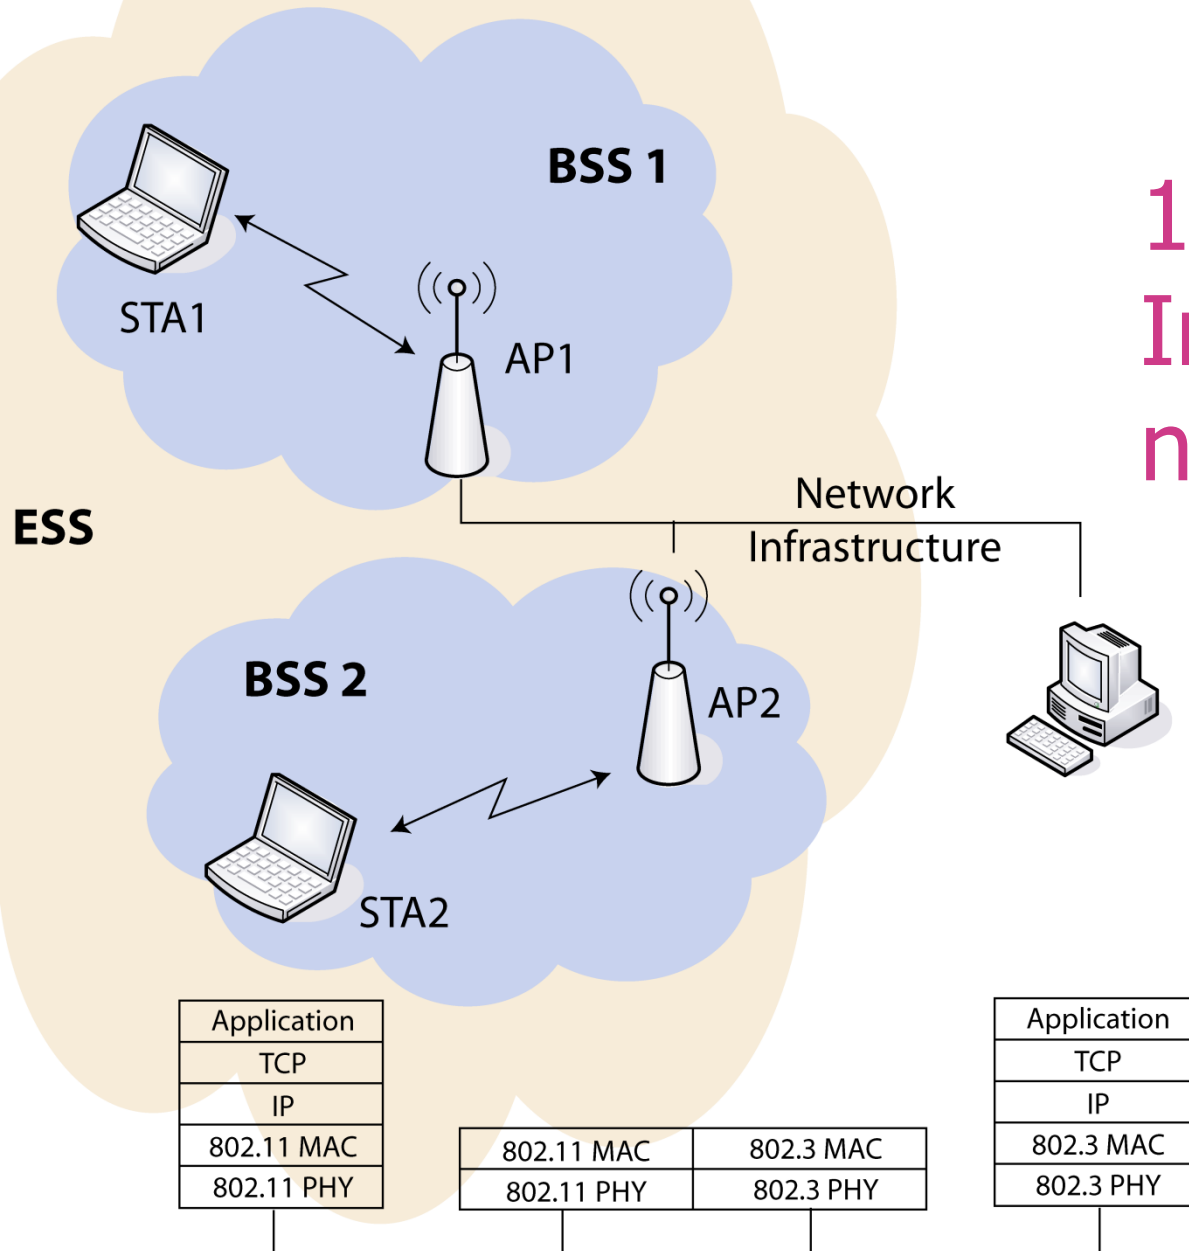 BSS 1
STA1
AP1
ESS
Network
Infrastructure
BSS 2
AP2
STA2
Application
TCP
IP
802.11 MAC
802.11 PHY
802.11 MAC
802.3 MAC
802.11 PHY
802.3 PHY
Application
TCP
IP
802.3 MAC
802.3 PHY
1